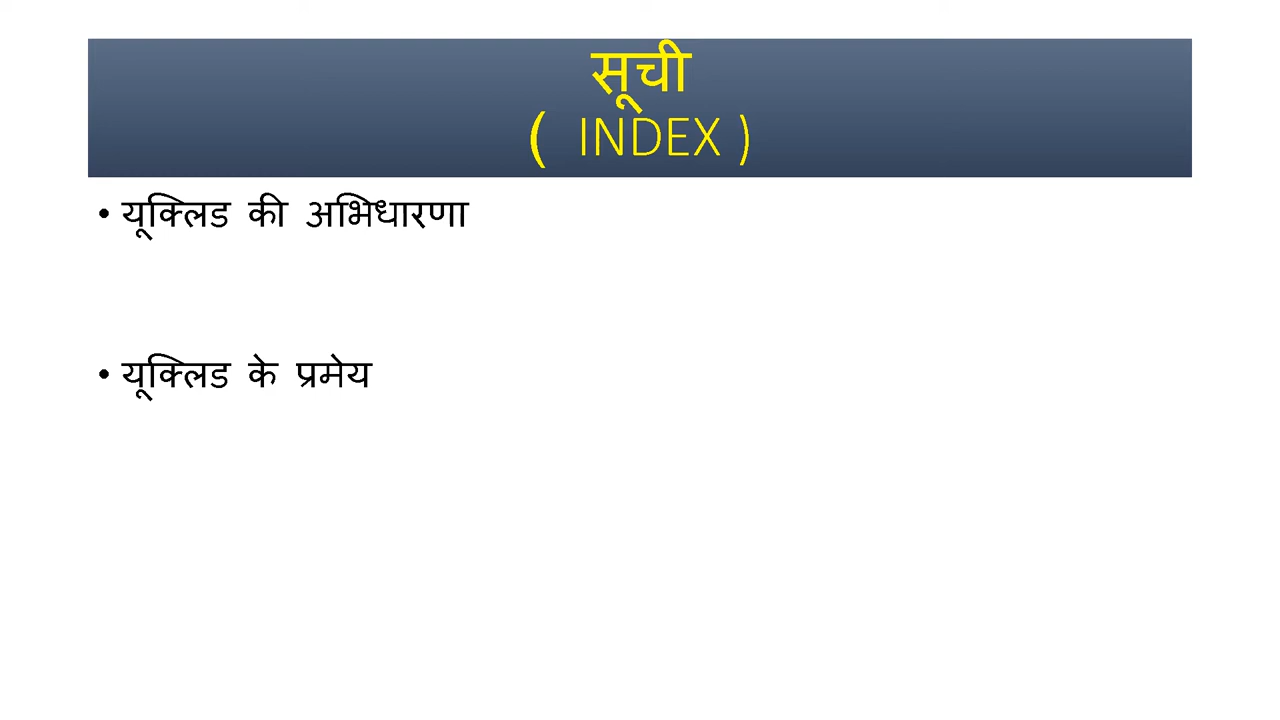 सूची
( INDEX )
• यूक्लिड की अभिधारणा
• यूक्लिड के प्रमेय